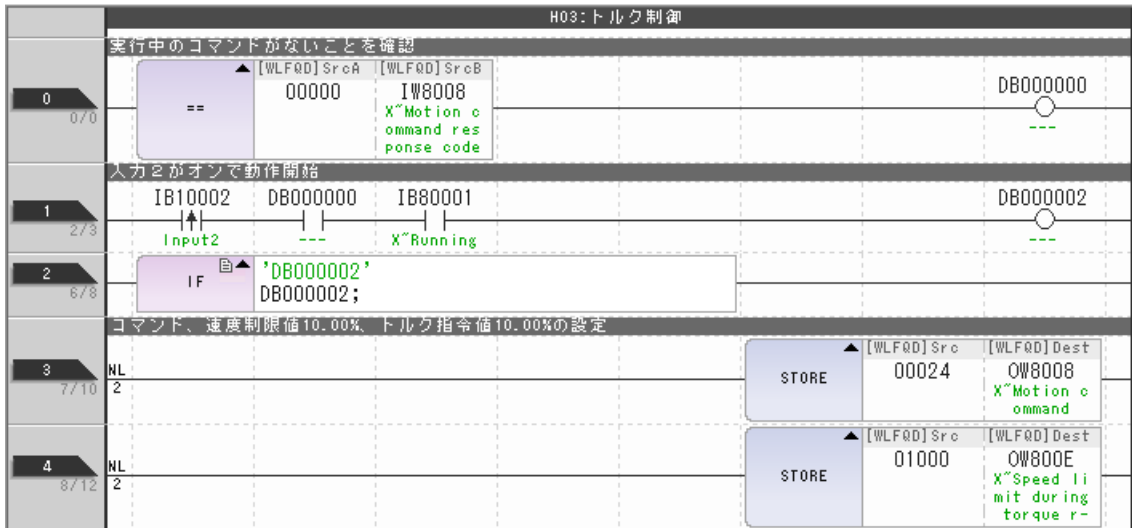 H03:トルク制御
実行中のコマンドがないことを確認
[WLFQD]SrcA [WLFQD]SrcB
0 0/0 == 00000 IW8008 DB000000
X~Motion c
ommand res
ponse code
---
入力2がオンで動作開始
1 2/3 IB10002 DB000000 IB80001 DB000002
Input2 --- X~Running ---
2 6/8 IF 'DB000002'
DB000002;
コマンド、速度制限値10.00%、トルク指令値10.00%の設定
[WLFQD]Src [WLFQD]Dest
3 7/10 NL 2 STORE 00024 OW8008
X~Motion c
ommand
[WLFQD]Src [WLFQD]Dest
4 8/12 NL 2 STORE 01000 OW800E
X~Speed li
mit during
torque r-